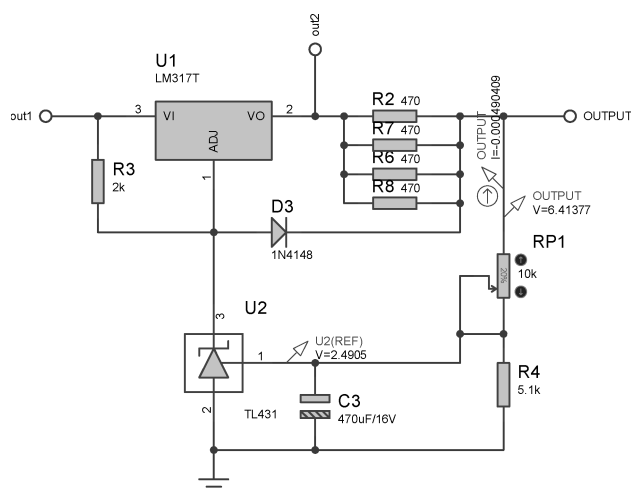 out2
U1
LM317T
out1
3
VI
VO
2
ADJ
1
R2 470
R7 470
R6 470
R8 470
OUTPUT
OUTPUT
I=-0.000490409
R3
2k
D3
1N4148
OUTPUT
V=6.41377
RP1
10k
20%
U2
3
1
2
TL431
U2(REF)
V=2.4905
C3
470uF/16V
R4
5.1k